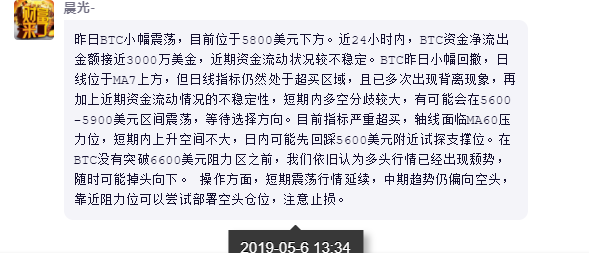 财富
来了
晨光-
昨日BTC小幅震荡，目前位于5800美元下方。近24小时内，BTC资金净流出
金额接近3000万美金，近期资金流动状况较不稳定。BTC昨日小幅回撤，日
线位于MA7上方，但日线指标仍然处于超买区域，且已多次出现背离现象，再
加上近期资金流动情况的不稳定性，短期内多空分歧较大，有可能会在5600
-5900美元区间震荡，等待选择方向。目前指标严重超买，轴线面临MA60压
力位，短期内上升空间不大，日内可能先回踩5600美元附近试探支撑位。在
BTC没有突破6600美元阻力区之前，我们依旧认为多头行情已经出现颓势，
随时可能掉头向下。 操作方面，短期震荡行情延续，中期趋势仍偏向空头，
靠近阻力位可以尝试部署空头仓位，注意止损。
2019-05-6 13:34